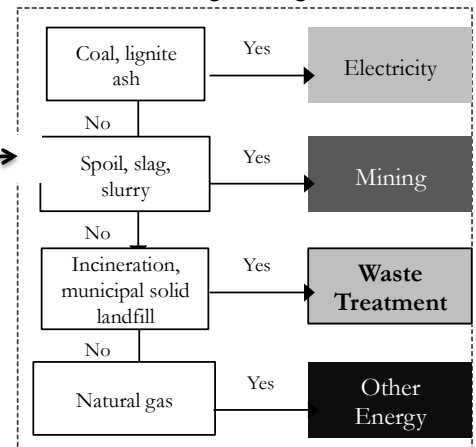 Coal, lignite
ash
Yes
Electricity
No
Spoil, slag,
slurry
Yes
Mining
No
Incineration,
municipal solid
landfill
Yes
Waste
Treatment
No
Natural gas
Yes
Other
Energy